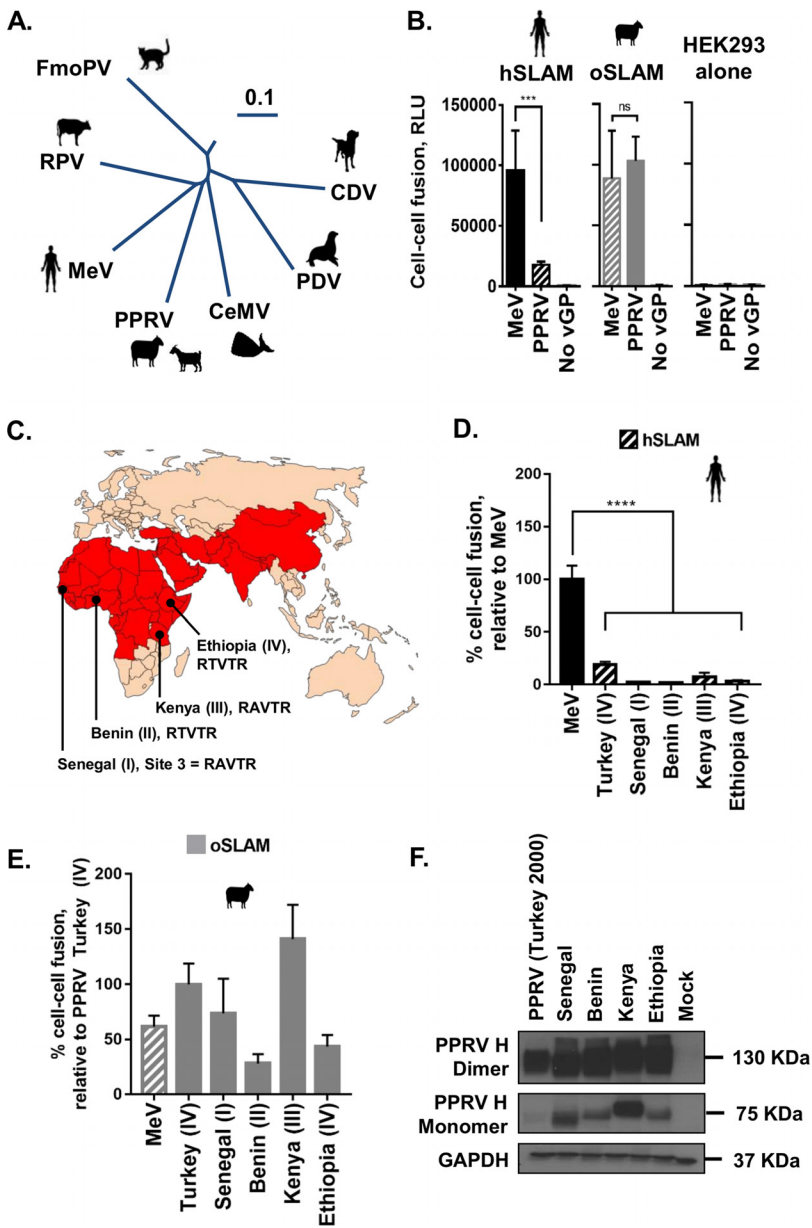 A.
FmoPV
0.1
RPV
CDV
MeV
PDV
PPRV
CeMV
B.
hSLAM
oSLAM
HEK293
alone
Cell-cell fusion, RLU
150000
100000
50000
0
***
ns
MeV
PPRV
No vGP
MeV
PPRV
No vGP
MeV
PPRV
No vGP
C.
Ethiopia (IV),
RTVTR
Kenya (III), RAVTR
Benin (II), RTVTR
Senegal (I), Site 3 = RAVTR
D.
hSLAM
% cell-cell fusion,
relative to MeV
200
150
100
50
0
****
MeV
Turkey (IV)
Senegal (I)
Benin (II)
Kenya (III)
Ethiopia (IV)
E.
oSLAM
% cell-cell fusion,
relative to PPRV Turkey (IV)
200
150
100
50
0
MeV
Turkey (IV)
Senegal (I)
Benin (II)
Kenya (III)
Ethiopia (IV)
F.
PPRV (Turkey 2000)
Senegal
Benin
Kenya
Ethiopia
Mock
PPRV H
Dimer
130 KDa
PPRV H
Monomer
75 KDa
GAPDH
37 KDa